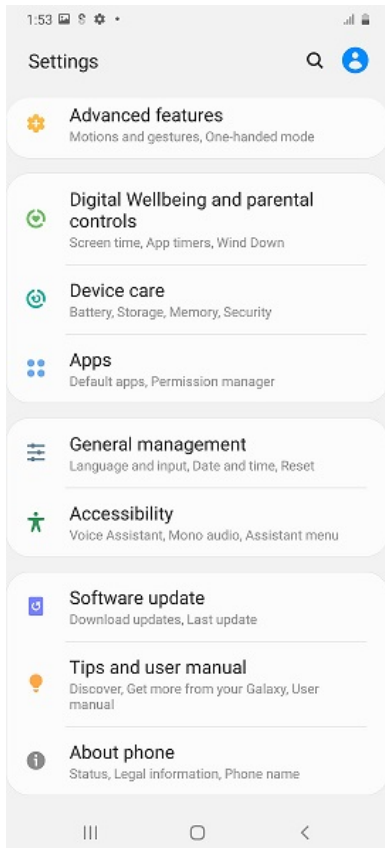 1:53
Settings
Advanced features
Motions and gestures, One-handed mode
Digital Wellbeing and parental
controls
Screen time, App timers, Wind Down
Device care
Battery, Storage, Memory, Security
Apps
Default apps, Permission manager
General management
Language and input, Date and time, Reset
Accessibility
Voice Assistant, Mono audio, Assistant menu
Software update
Download updates, Last update
Tips and user manual
Discover, Get more from your Galaxy, User
manual
About phone
Status, Legal information, Phone name